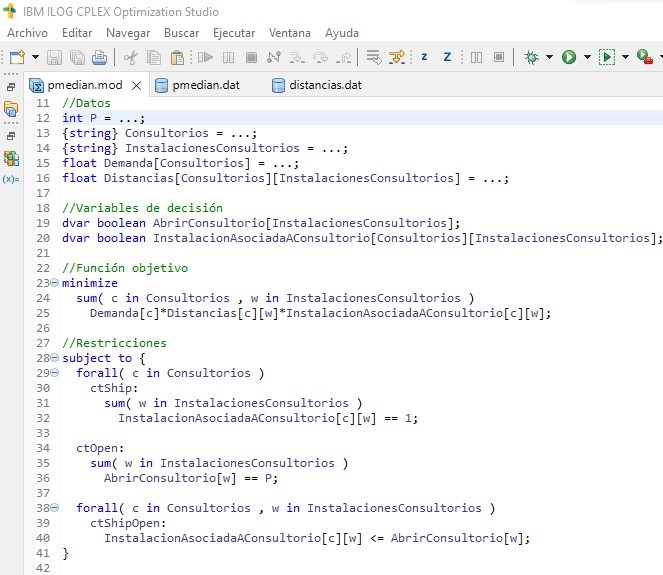 IBM ILOG CPLEX Optimization Studio
Archivo Editar Navegar Buscar Ejecutar Ventana Ayuda
z Z
pmedian.mod pmedian.dat distancias.dat
(x)=
11 //Datos
12 int P = ...;
13 {string} Consultorios = ...;
14 {string} InstalacionesConsultorios = ...;
15 float Demanda[Consultorios] = ...;
16 float Distancias[Consultorios][InstalacionesConsultorios] = ...;
17
18 //Variables de decisión
19 dvar boolean AbrirConsultorio[InstalacionesConsultorios];
20 dvar boolean InstalacionAsociadaAConsultorio[Consultorios][InstalacionesConsultorios];
21
22 //Función objetivo
23 minimize
24 sum( c in Consultorios , w in InstalacionesConsultorios )
25 Demanda[c]*Distancias[c][w]*InstalacionAsociadaAConsultorio[c][w];
26
27 //Restricciones
28 subject to {
29 forall( c in Consultorios )
30 ctShip:
31 sum( w in InstalacionesConsultorios )
32 InstalacionAsociadaAConsultorio[c][w] == 1;
33
34 ctOpen:
35 sum( w in InstalacionesConsultorios )
36 AbrirConsultorio[w] == P;
37
38 forall( c in Consultorios , w in InstalacionesConsultorios )
39 ctShipOpen:
40 InstalacionAsociadaAConsultorio[c][w] <= AbrirConsultorio[w];
41 }
42